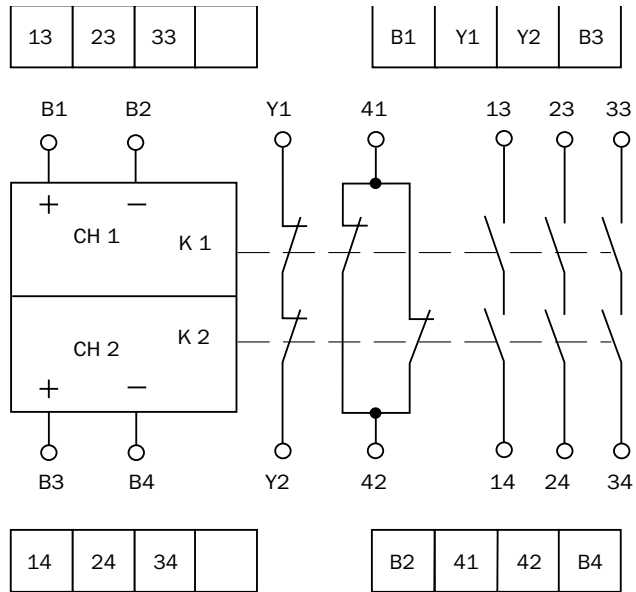 13 23 33 B1 Y1 Y2 B3
B1 B2 Y1 41 13 23 33
+ −
CH 1 K 1
K 2
CH 2
+ −
B3 B4 Y2 42 14 24 34
14 24 34 B2 41 42 B4